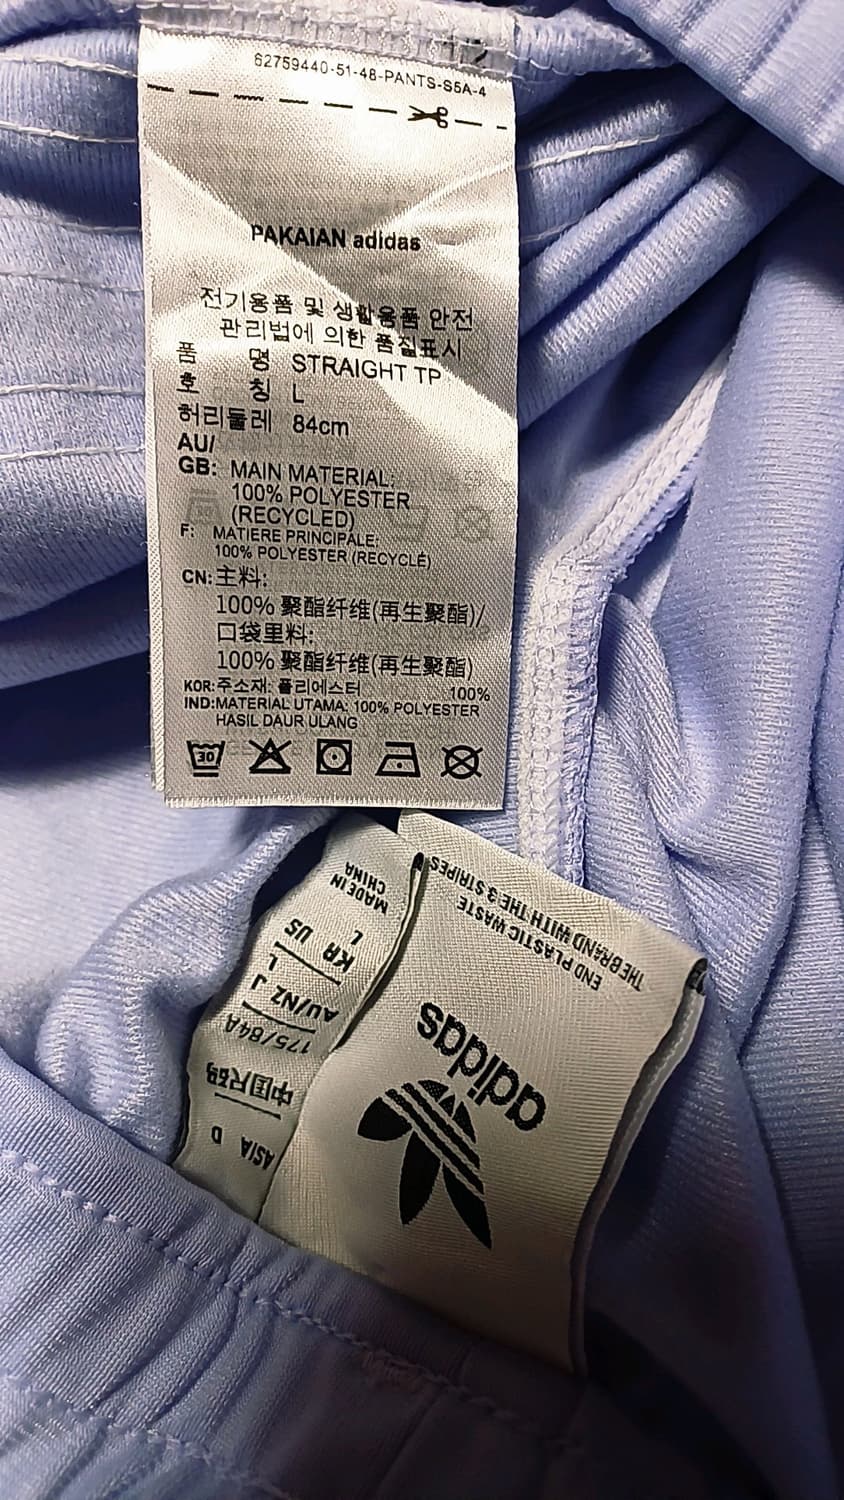 62759440-51-48-PANTS-S5A-4
PAKAIAN adidas
전기용품 및 생활용품 안전
관리법에 의한 품질표시
품 명 STRAIGHT TP
호 칭 L
허리둘레 84cm
AU/
GB: MAIN MATERIAL:
100% POLYESTER
(RECYCLED)
F: MATIERE PRINCIPALE:
100% POLYESTER (RECYCLÉ)
CN:主料:
100% 聚酯纤维(再生聚酯)/
口袋里料:
100% 聚酯纤维(再生聚酯)
KOR:주소재: 폴리에스터 100%
IND:MATERIAL UTAMA: 100% POLYESTER
HASIL DAUR ULANG
30
adidas
END PLASTIC WASTE
THE BRAND WITH THE 3 STRIPES
ASIA D
中国尺码
175/84A
AU/NZ J
L
KR US
L
MADE IN
CHINA